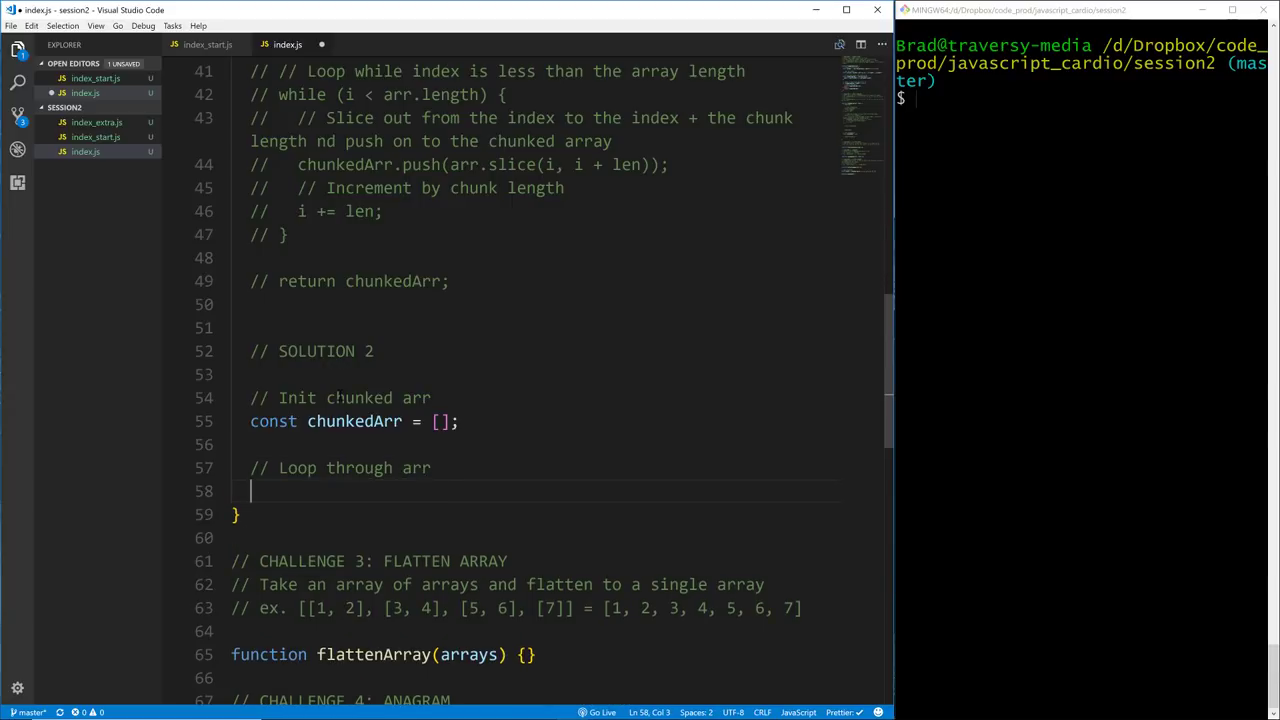 index.js - session2 - Visual Studio Code
File Edit Selection View Go Debug Tasks Help
EXPLORER
OPEN EDITORS 1 UNSAVED
index_start.js U
index.js U
SESSION2
index_extra.js U
index_start.js U
index.js U
1
3
index_start.js
index.js
41 // Loop while index is less than the array length
42 // while (i < arr.length) {
43 //   // Slice out from the index to the index + the chunk
length and push on to the chunked array
44 //   chunkedArr.push(arr.slice(i, i + len));
45 //   // Increment by chunk length
46 //   i += len;
47 // }
48
49 // return chunkedArr;
50
51
52 // SOLUTION 2
53
54 // Init chunked arr
55 const chunkedArr = [];
56
57 // Loop through arr
58
59 }
60
61 // CHALLENGE 3: FLATTEN ARRAY
62 // Take an array of arrays and flatten to a single array
63 // ex. [[1, 2], [3, 4], [5, 6], [7]] = [1, 2, 3, 4, 5, 6, 7]
64
65 function flattenArray(arrays) {}
66
67 // CHALLENGE 4: ANAGRAM
master* 0 0 Go Live Ln 58, Col 3 Spaces: 2 UTF-8 CRLF JavaScript Prettier: ✓
MINGW64:/d/Dropbox/code_prod/javascript_cardio/session2
Brad@traversy-media /d/Dropbox/code_
prod/javascript_cardio/session2 (mas
ter)
$